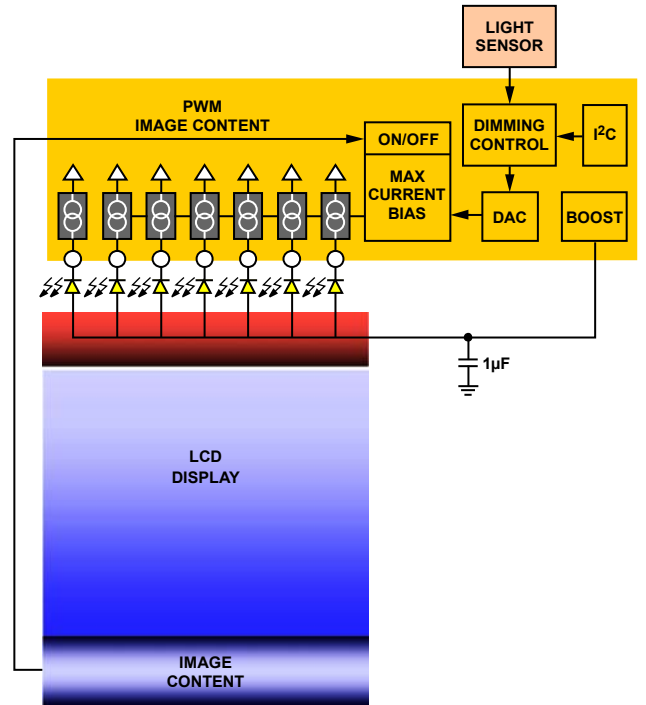 LIGHT
SENSOR
PWM
IMAGE CONTENT
ON/OFF
DIMMING
CONTROL
I²C
MAX
CURRENT
BIAS
DAC
BOOST
1µF
LCD
DISPLAY
IMAGE
CONTENT